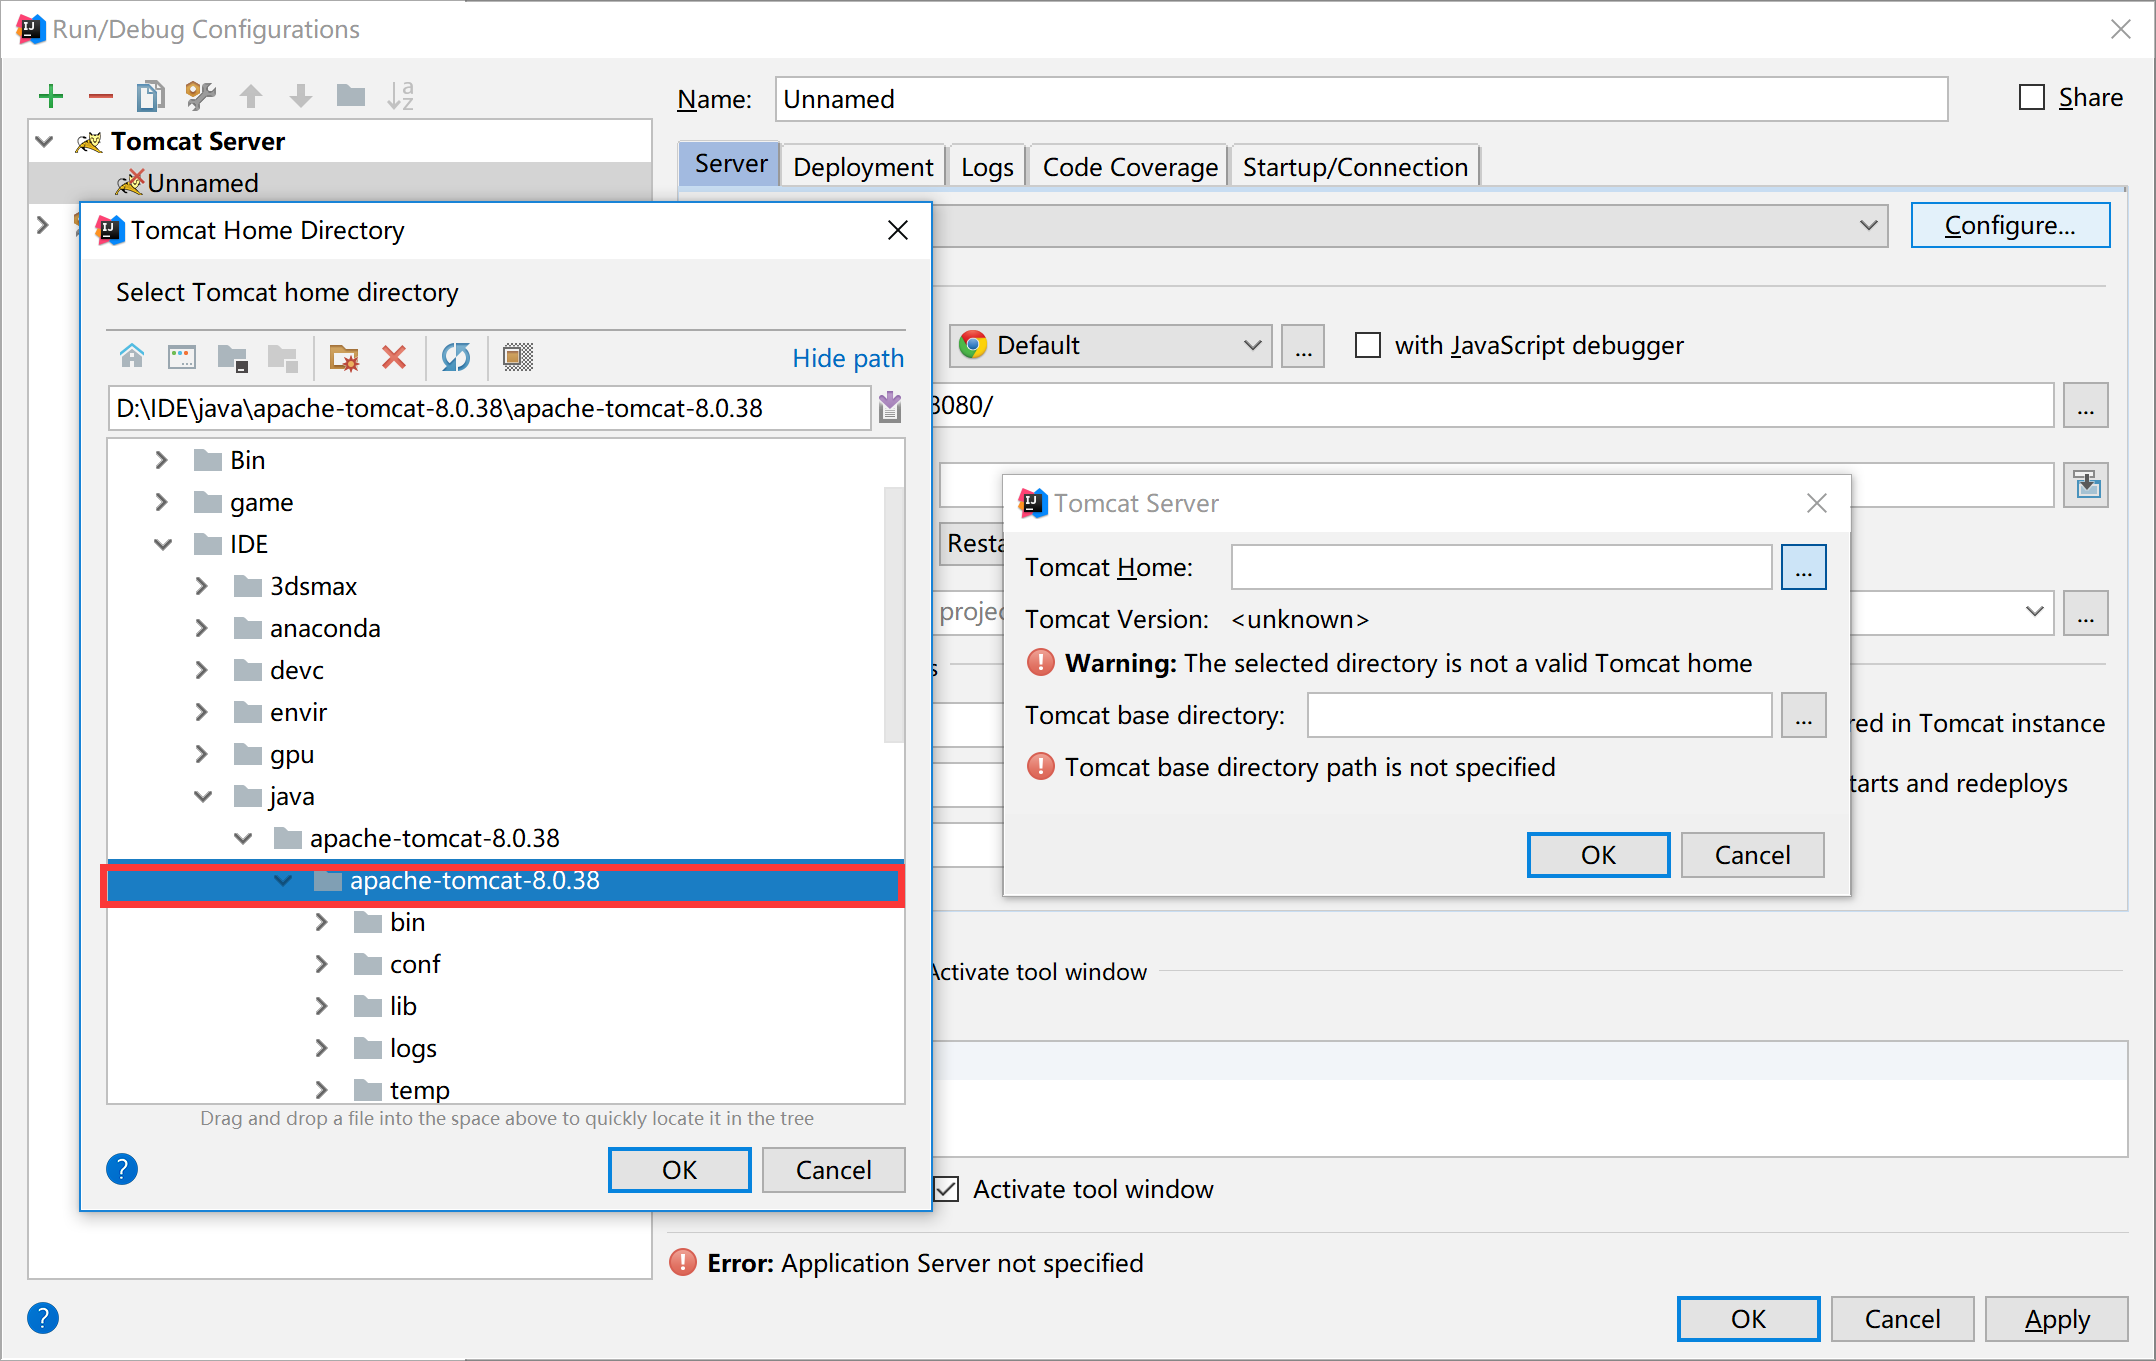 Run/Debug Configurations
Name: Unnamed
Share
Tomcat Server
Unnamed
Server
Deployment
Logs
Code Coverage
Startup/Connection
Configure...
Default
...
with JavaScript debugger
8080/
...
Resta
projec
...
red in Tomcat instance
tarts and redeploys
Activate tool window
Activate tool window
Error: Application Server not specified
OK
Cancel
Apply
Tomcat Home Directory
Select Tomcat home directory
Hide path
D:\IDE\java\apache-tomcat-8.0.38\apache-tomcat-8.0.38
Bin
game
IDE
3dsmax
anaconda
devc
envir
gpu
java
apache-tomcat-8.0.38
apache-tomcat-8.0.38
bin
conf
lib
logs
temp
Drag and drop a file into the space above to quickly locate it in the tree
?
OK
Cancel
Tomcat Server
Tomcat Home:
...
Tomcat Version: <unknown>
Warning: The selected directory is not a valid Tomcat home
Tomcat base directory:
...
Tomcat base directory path is not specified
OK
Cancel
?